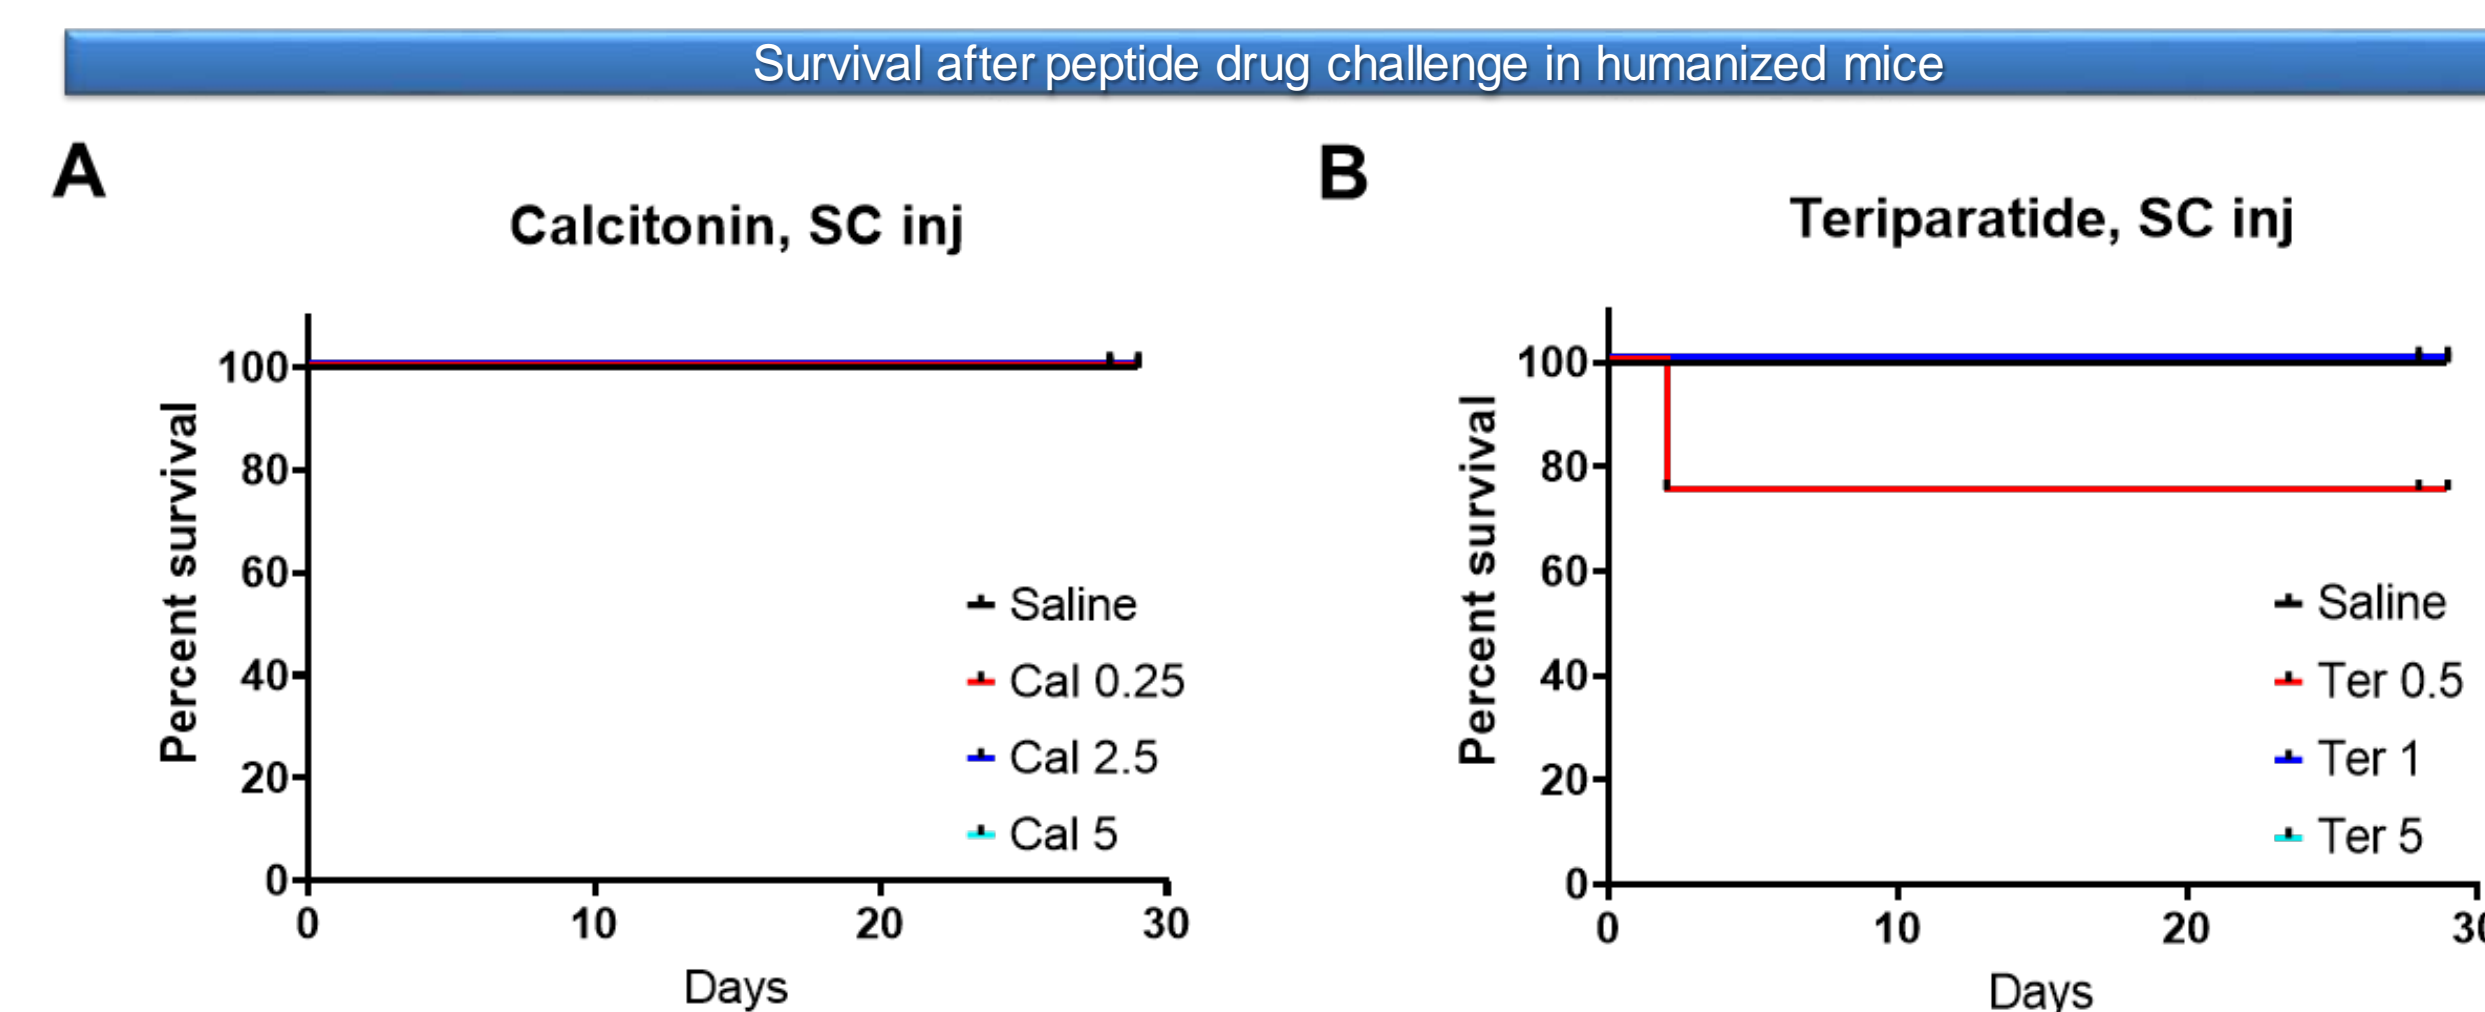 Survival after peptide drug challenge in humanized mice
A
Calcitonin, SC inj
Percent survival
100
80
60
40
20
0
0 10 20 30
Days
Saline
Cal 0.25
Cal 2.5
Cal 5
B
Teriparatide, SC inj
Percent survival
100
80
60
40
20
0
0 10 20 30
Days
Saline
Ter 0.5
Ter 1
Ter 5